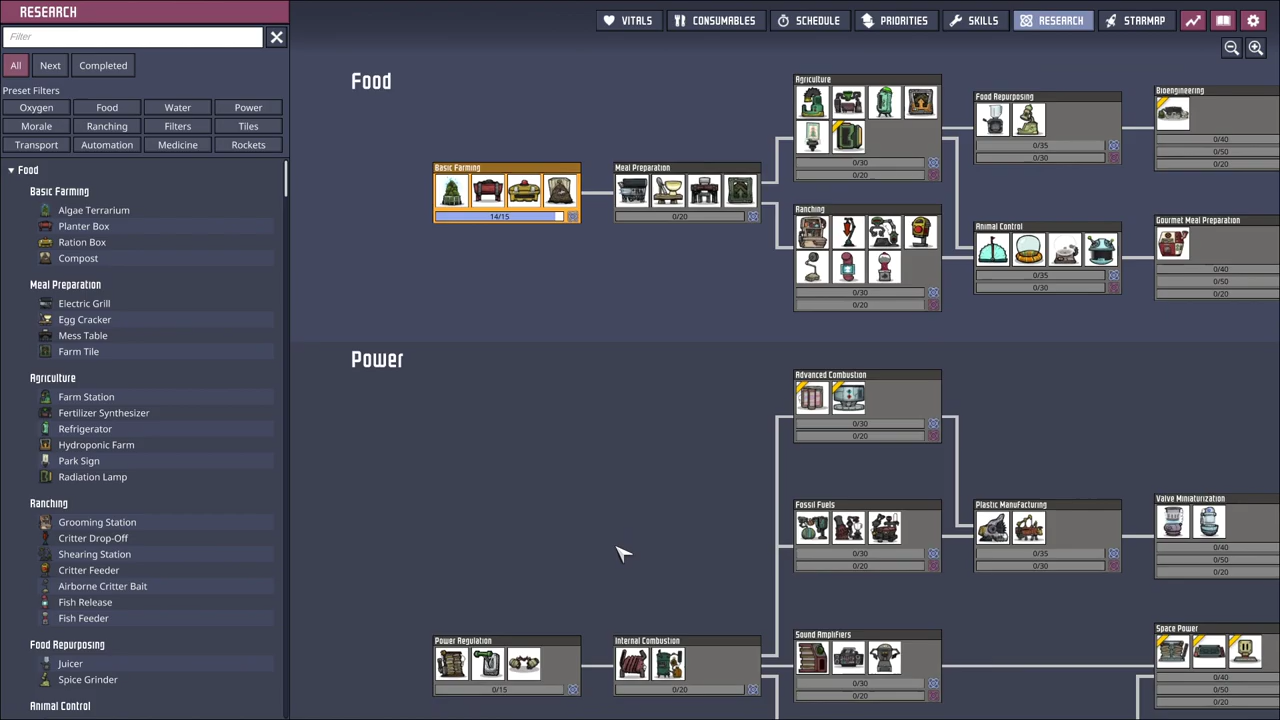 RESEARCH
VITALS
CONSUMABLES
SCHEDULE
PRIORITIES
SKILLS
RESEARCH
STARMAP
Filter
All
Next
Completed
Preset Filters
Oxygen
Food
Water
Power
Morale
Ranching
Filters
Tiles
Transport
Automation
Medicine
Rockets
Food
Basic Farming
Algae Terrarium
Planter Box
Ration Box
Compost
Meal Preparation
Electric Grill
Egg Cracker
Mess Table
Farm Tile
Agriculture
Farm Station
Fertilizer Synthesizer
Refrigerator
Hydroponic Farm
Park Sign
Radiation Lamp
Ranching
Grooming Station
Critter Drop-Off
Shearing Station
Critter Feeder
Airborne Critter Bait
Fish Release
Fish Feeder
Food Repurposing
Juicer
Spice Grinder
Animal Control
Food
Basic Farming
14/15
Meal Preparation
0/20
Agriculture
0/30
0/20
Ranching
0/30
0/20
Food Repurposing
0/35
0/30
Animal Control
0/35
0/30
Bioengineering
0/40
0/50
0/20
Gourmet Meal Preparation
0/40
0/50
0/20
Power
Power Regulation
0/15
Internal Combustion
0/20
Advanced Combustion
0/30
0/20
Fossil Fuels
0/30
0/20
Sound Amplifiers
0/30
0/20
Plastic Manufacturing
0/35
0/30
Valve Miniaturization
0/40
0/50
0/20
Space Power
0/40
0/50
0/20